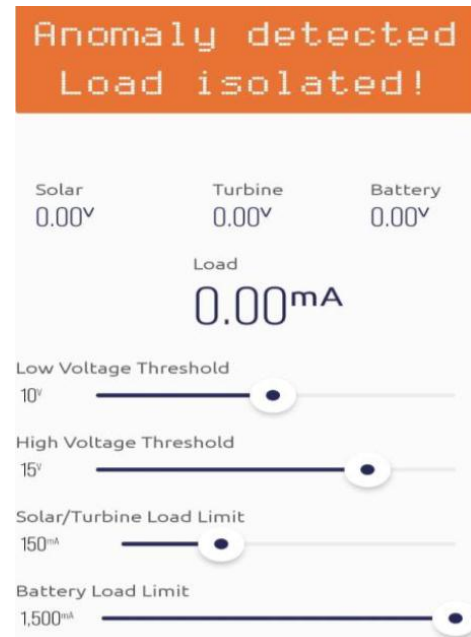 Anomaly detected
Load isolated!
Solar Turbine Battery
0.00V 0.00V 0.00V
Load
0.00mA
Low Voltage Threshold
10V
High Voltage Threshold
15V
Solar/Turbine Load Limit
150mA
Battery Load Limit
1,500mA